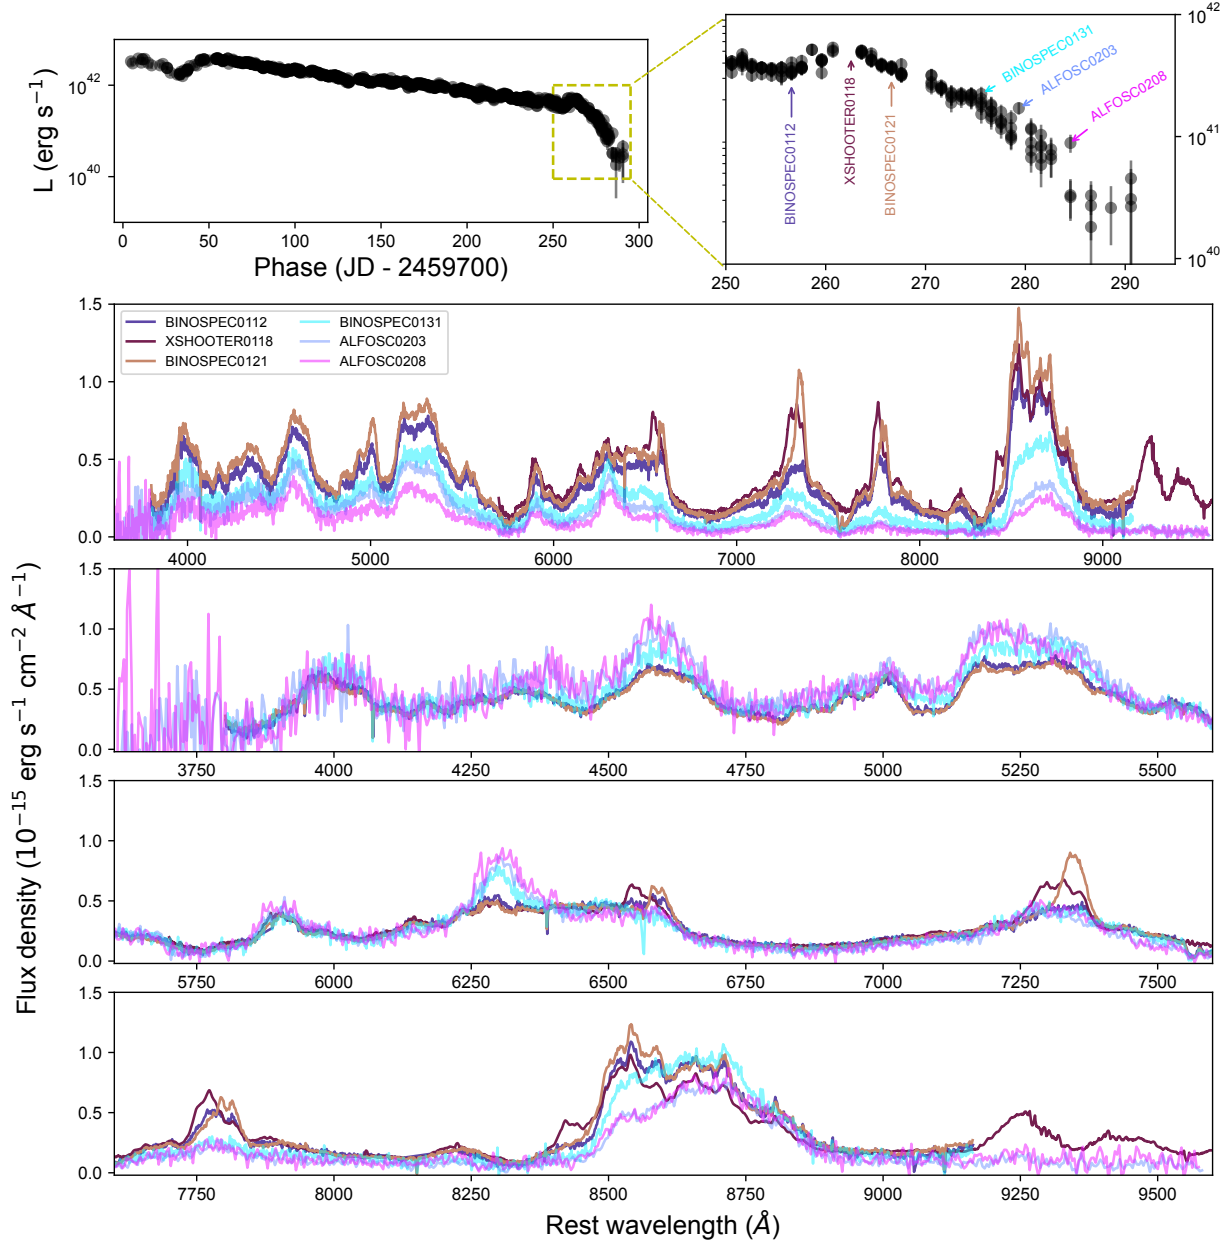 L (erg s⁻¹)
10⁴²
10⁴⁰
0 50 100 150 200 250 300
Phase (JD - 2459700)
10⁴²
10⁴¹
10⁴⁰
250 260 270 280 290
BINOSPEC0112
XSHOOTER0118
BINOSPEC0121
BINOSPEC0131
ALFOSC0203
ALFOSC0208
Flux density (10⁻¹⁵ erg s⁻¹ cm⁻² Å⁻¹)
1.5
1.0
0.5
0.0
BINOSPEC0112 BINOSPEC0131
XSHOOTER0118 ALFOSC0203
BINOSPEC0121 ALFOSC0208
4000 5000 6000 7000 8000 9000
1.5
1.0
0.5
0.0
3750 4000 4250 4500 4750 5000 5250 5500
1.5
1.0
0.5
0.0
5750 6000 6250 6500 6750 7000 7250 7500
1.5
1.0
0.5
0.0
7750 8000 8250 8500 8750 9000 9250 9500
Rest wavelength (Å)